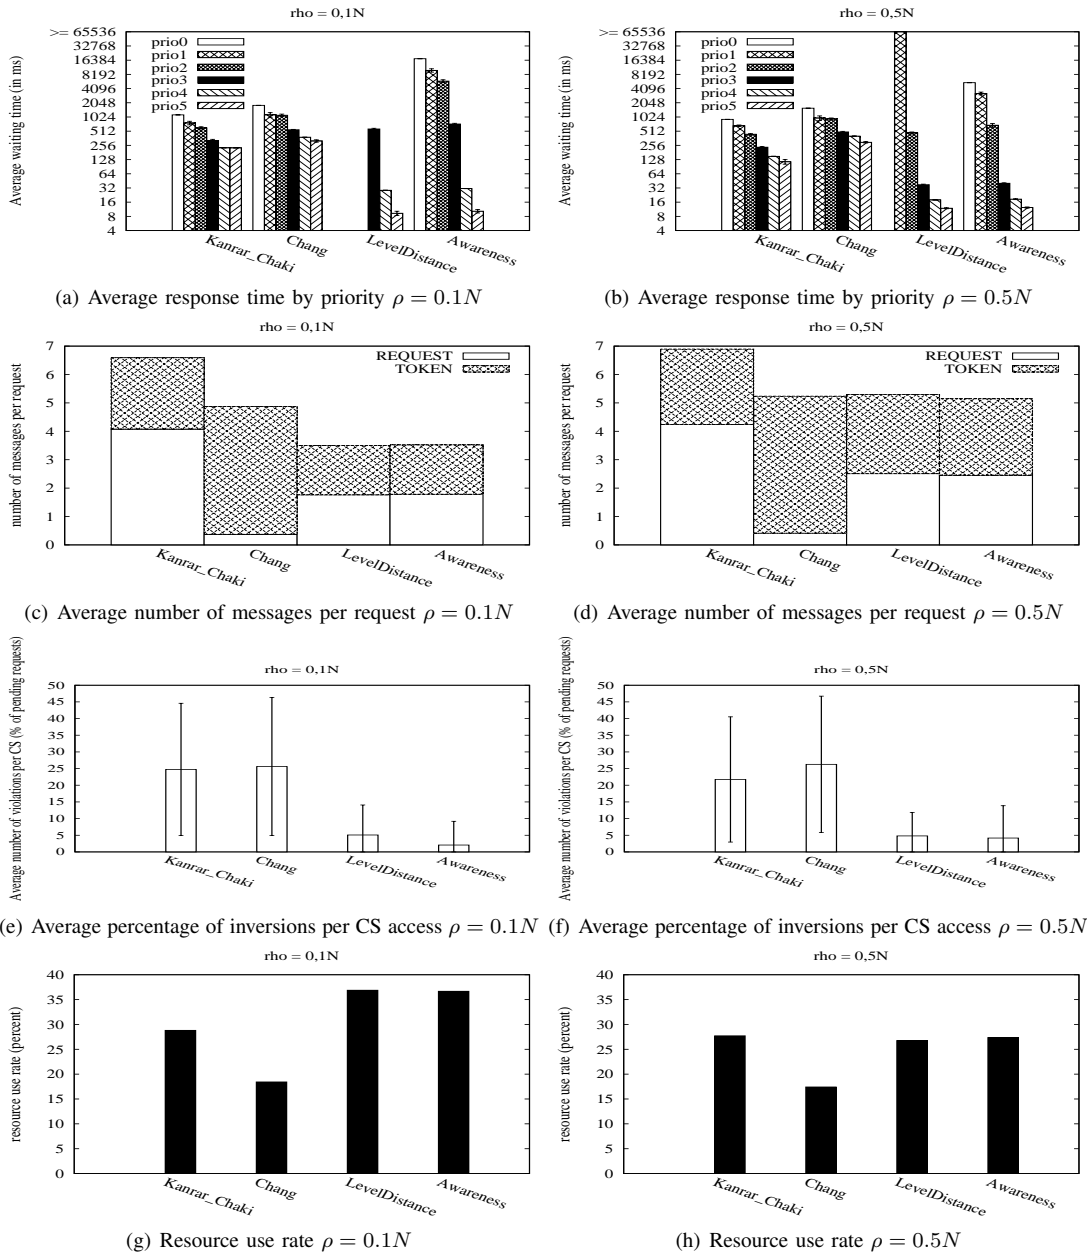 rho = 0,1N
Average waiting time (in ms)
>= 65536
32768
16384
8192
4096
2048
1024
512
256
128
64
32
16
8
4
prio0
prio1
prio2
prio3
prio4
prio5
Kanrar_Chaki
Chang
LevelDistance
Awareness
(a) Average response time by priority ρ = 0.1N
rho = 0,5N
Average waiting time (in ms)
>= 65536
32768
16384
8192
4096
2048
1024
512
256
128
64
32
16
8
4
prio0
prio1
prio2
prio3
prio4
prio5
Kanrar_Chaki
Chang
LevelDistance
Awareness
(b) Average response time by priority ρ = 0.5N
rho = 0,1N
number of messages per request
7
6
5
4
3
2
1
0
REQUEST
TOKEN
Kanrar_Chaki
Chang
LevelDistance
Awareness
(c) Average number of messages per request ρ = 0.1N
rho = 0,5N
number of messages per request
7
6
5
4
3
2
1
0
REQUEST
TOKEN
Kanrar_Chaki
Chang
LevelDistance
Awareness
(d) Average number of messages per request ρ = 0.5N
rho = 0,1N
Average number of violations per CS (% of pending requests)
50
45
40
35
30
25
20
15
10
5
0
Kanrar_Chaki
Chang
LevelDistance
Awareness
(e) Average percentage of inversions per CS access ρ = 0.1N
rho = 0,5N
Average number of violations per CS (% of pending requests)
50
45
40
35
30
25
20
15
10
5
0
Kanrar_Chaki
Chang
LevelDistance
Awareness
(f) Average percentage of inversions per CS access ρ = 0.5N
rho = 0,1N
resource use rate (percent)
40
35
30
25
20
15
10
5
0
Kanrar_Chaki
Chang
LevelDistance
Awareness
(g) Resource use rate ρ = 0.1N
rho = 0,5N
resource use rate (percent)
40
35
30
25
20
15
10
5
0
Kanrar_Chaki
Chang
LevelDistance
Awareness
(h) Resource use rate ρ = 0.5N